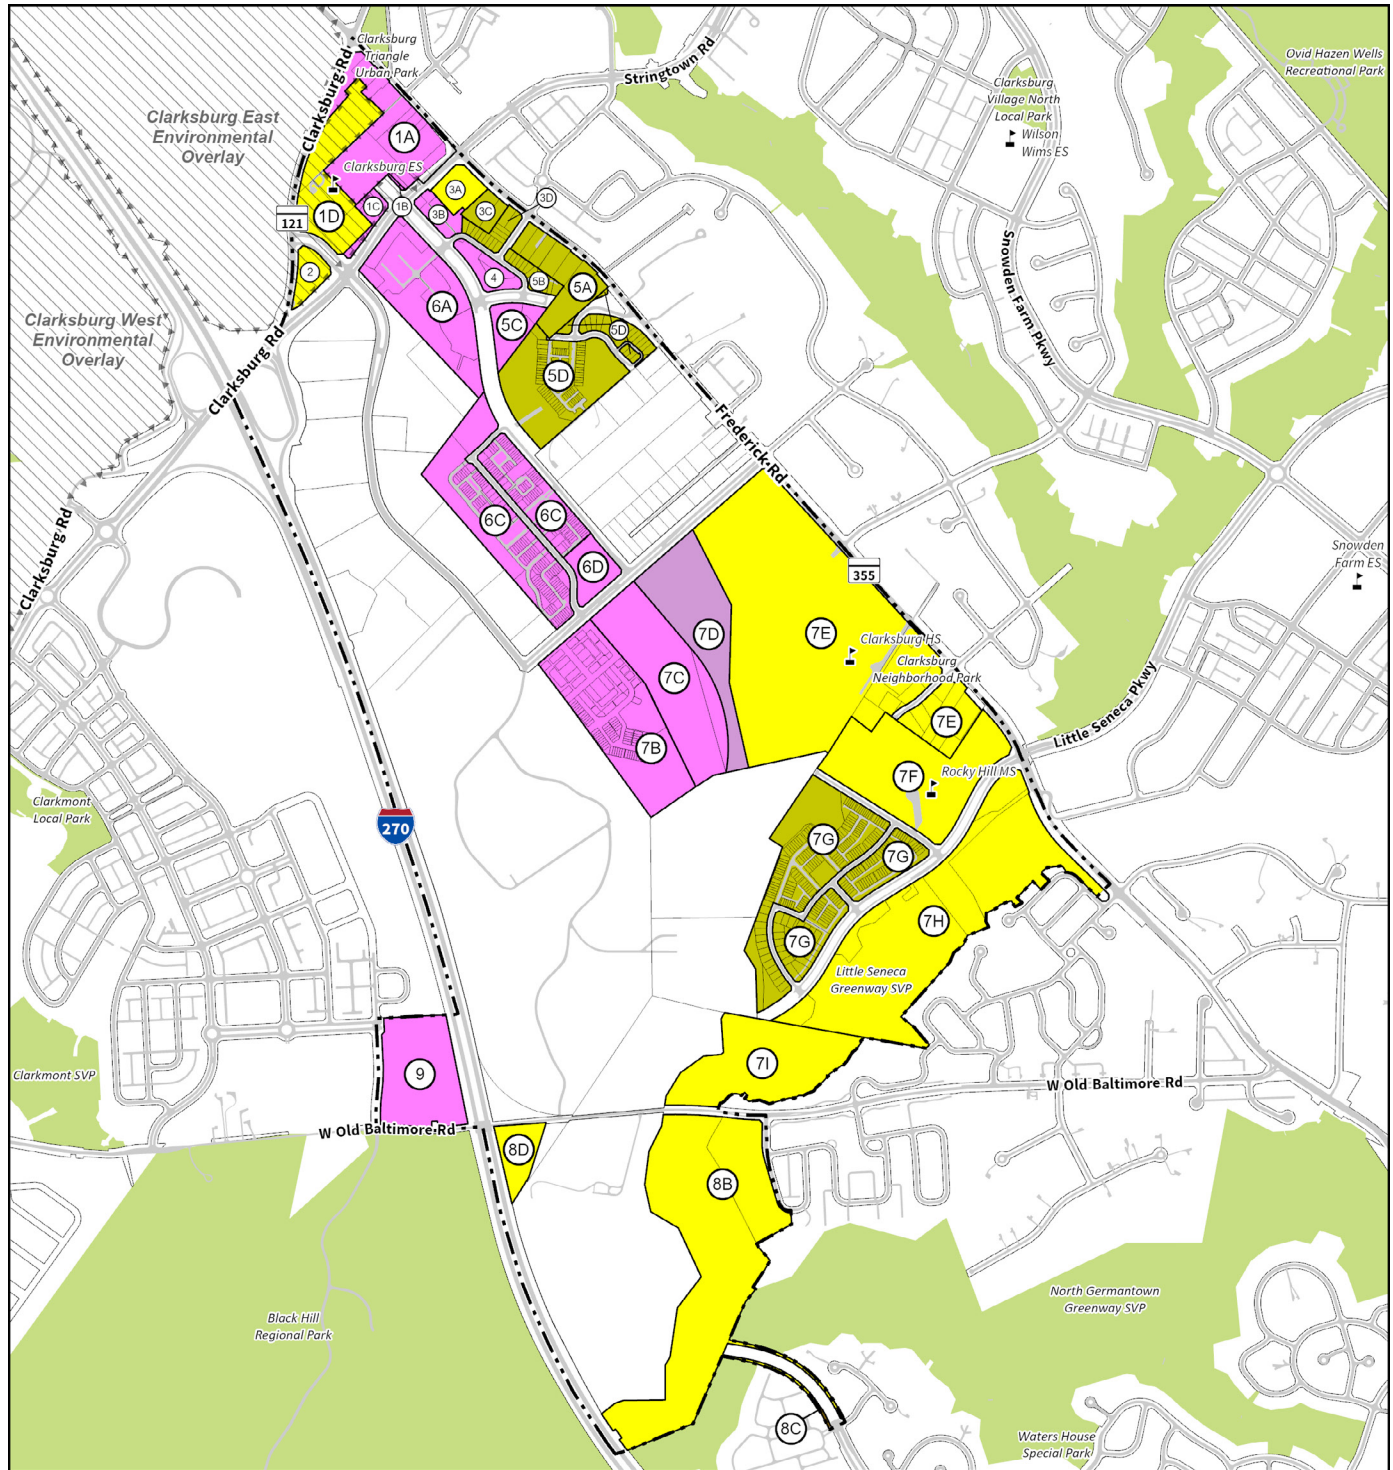 Clarksburg
Triangle
Urban Park
Stringtown Rd
Ovid Hazen Wells
Recreational Park
Clarksburg Rd
Clarksburg East
Environmental
Overlay
Clarksburg
Village North
Local Park
Wilson
Wims ES
1A
Clarksburg ES
3A
3D
1D
1C
1B
3B
3C
121
2
4
5B
5A
6A
Snowden Farm Pkwy
Clarksburg West
Environmental
Overlay
5C
5D
Clarksburg Rd
5D
Frederick Rd
6C
6C
6D
Clarksburg Rd
355
Snowden
Farm ES
7D
7E
Clarksburg HS
Clarksburg
Neighborhood Park
7C
7E
Little Seneca Pkwy
7B
7F
Rocky Hill MS
Clarkmont
Local Park
270
7G
7G
7H
7G
Little Seneca
Greenway SVP
Clarkmont SVP
9
7I
W Old Baltimore Rd
W Old Baltimore Rd
8D
8B
North Germantown
Greenway SVP
Black Hill
Regional Park
8C
Waters House
Special Park